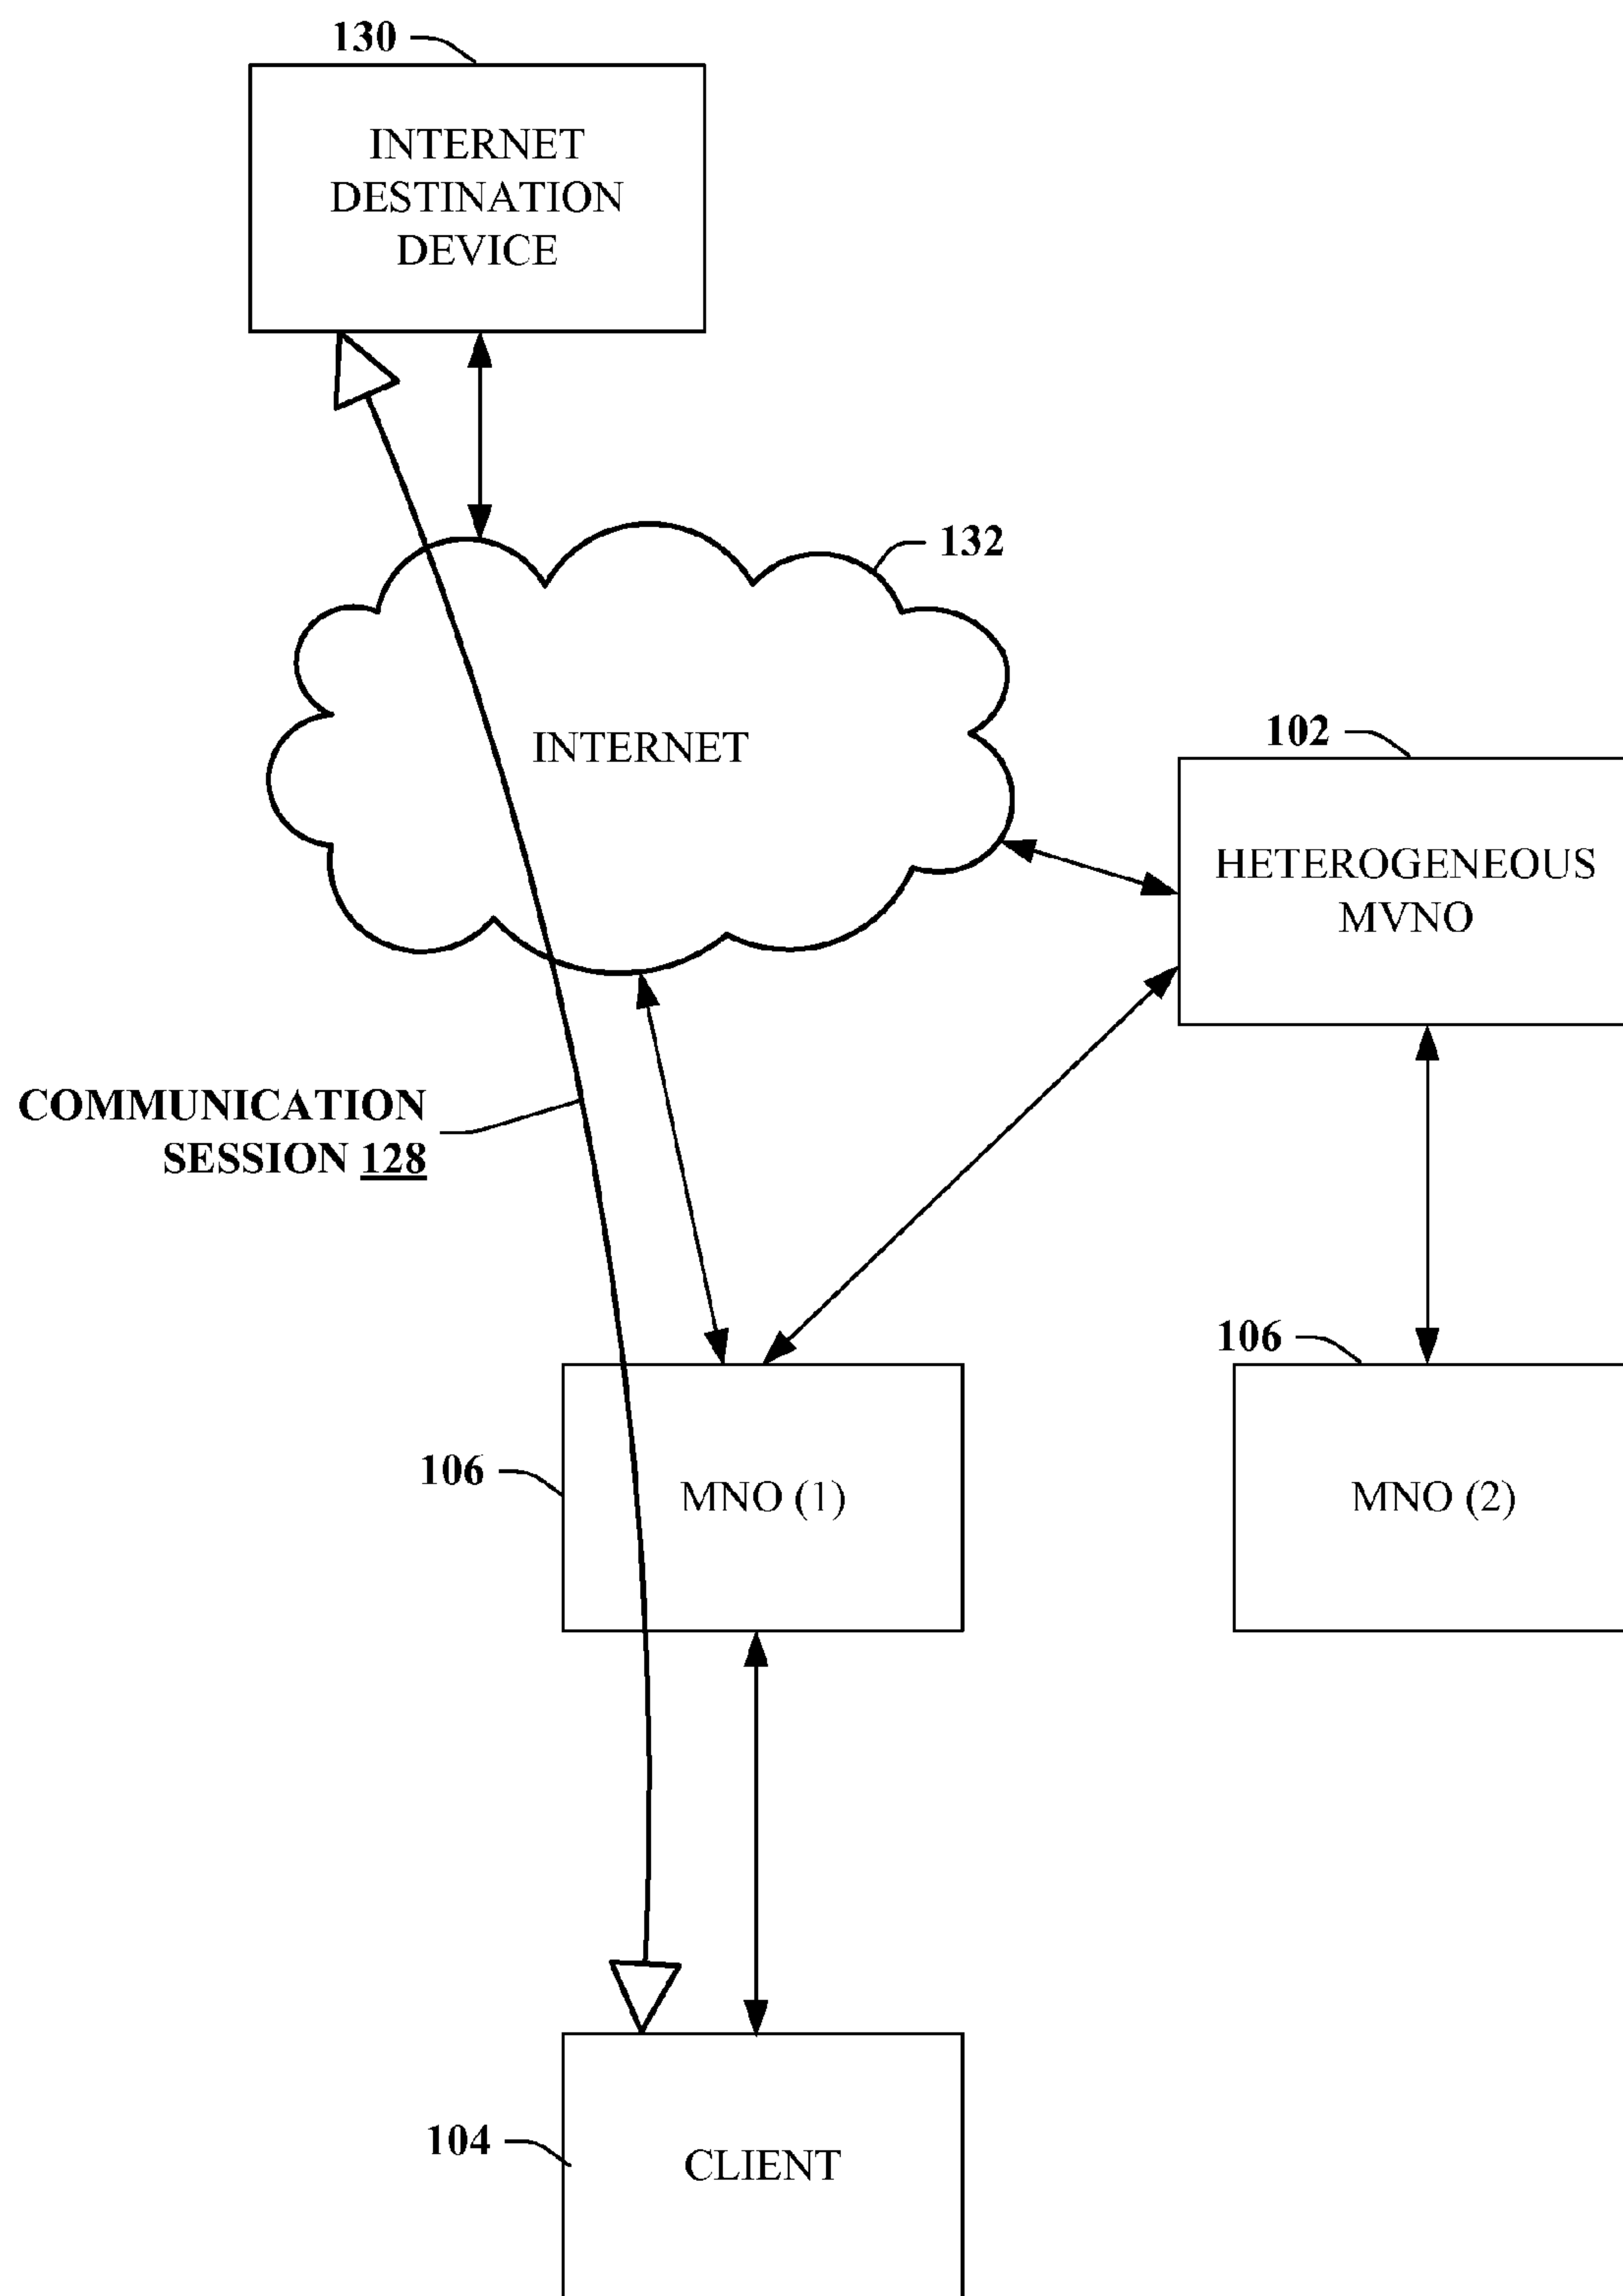 130
INTERNET
DESTINATION
DEVICE
132
INTERNET
102
HETEROGENEOUS
MVNO
COMMUNICATION
SESSION 128
106
MNO (1)
106
MNO (2)
104
CLIENT